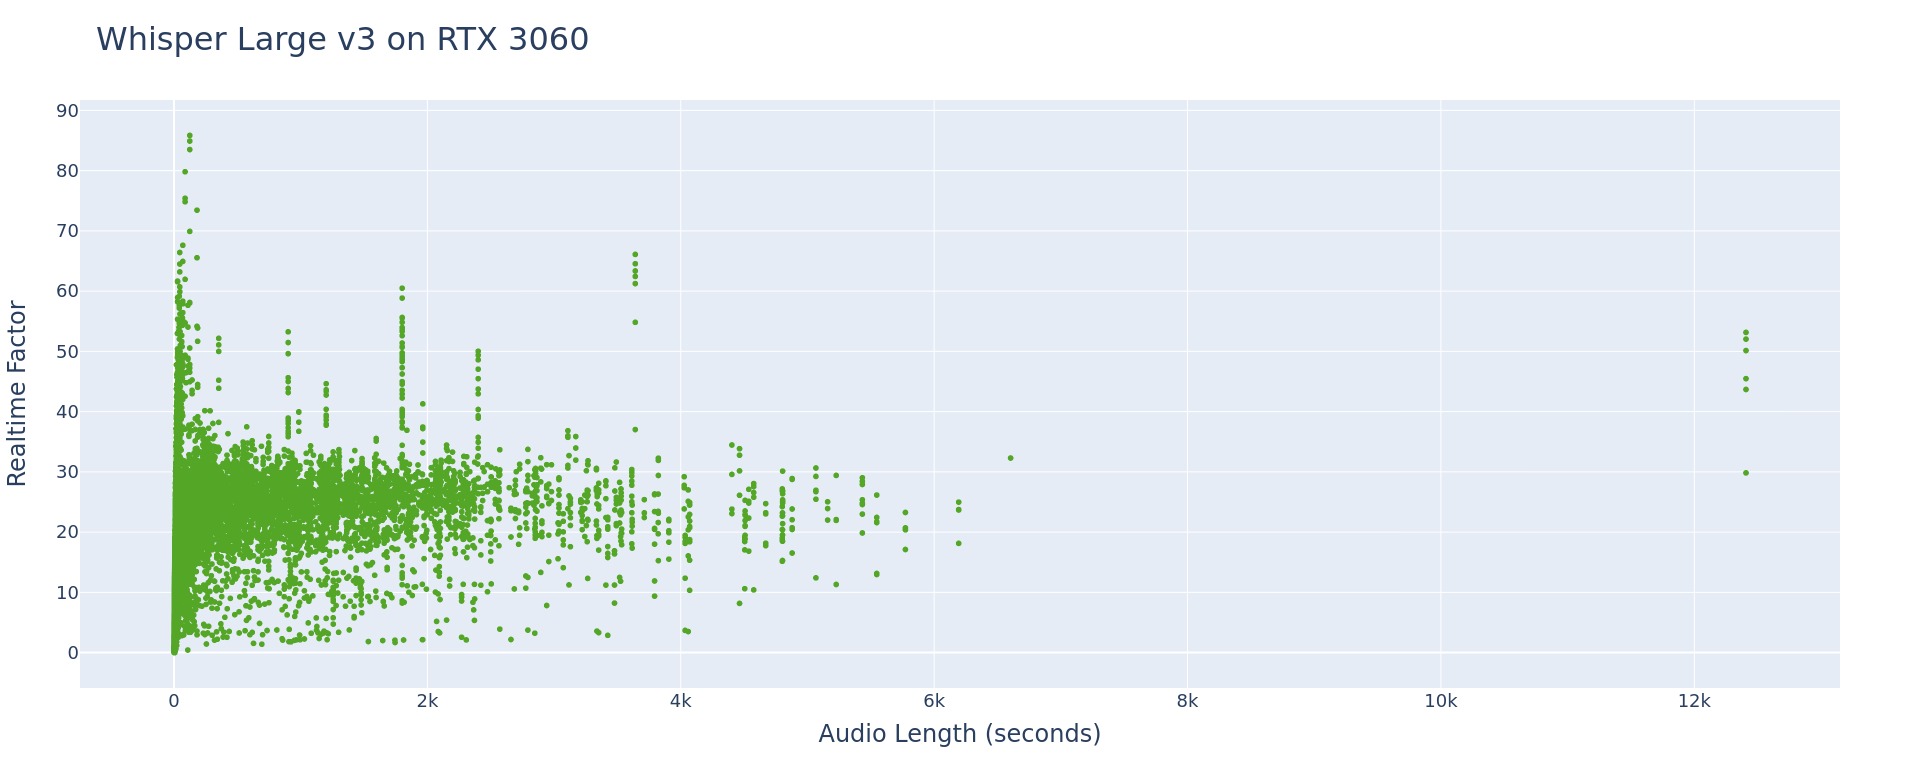 Whisper Large v3 on RTX 3060
90
80
70
60
50
40
30
20
10
0
Realtime Factor
0 2k 4k 6k 8k 10k 12k
Audio Length (seconds)